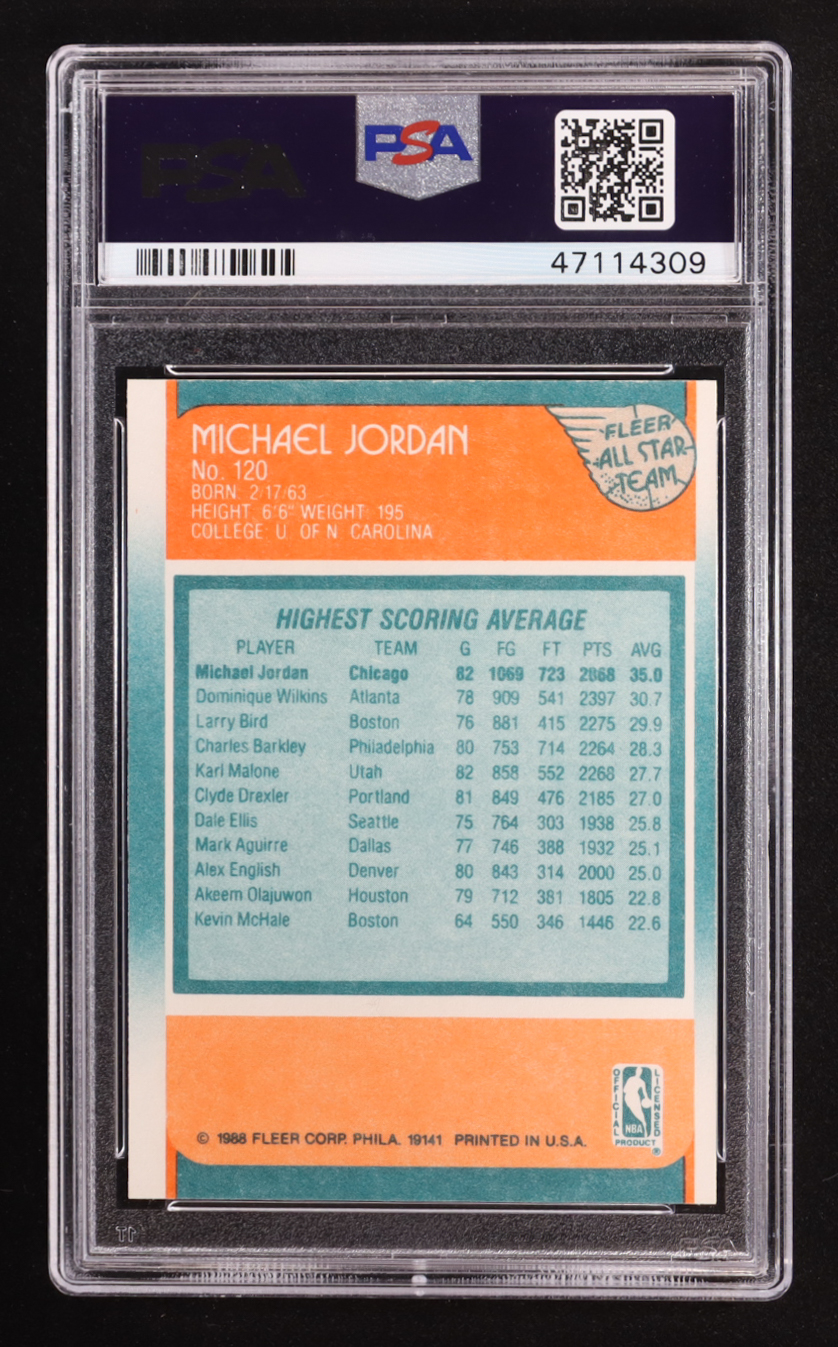 PSA
PSA
47114309
MICHAEL JORDAN
No. 120
BORN: 2/17/63
HEIGHT: 6'6" WEIGHT: 195
COLLEGE: U. OF N. CAROLINA
FLEER
ALL STAR
TEAM
HIGHEST SCORING AVERAGE
PLAYER TEAM G FG FT PTS AVG
Michael Jordan Chicago 82 1069 723 2868 35.0
Dominique Wilkins Atlanta 78 909 541 2397 30.7
Larry Bird Boston 76 881 415 2275 29.9
Charles Barkley Philadelphia 80 753 714 2264 28.3
Karl Malone Utah 82 858 552 2268 27.7
Clyde Drexler Portland 81 849 476 2185 27.0
Dale Ellis Seattle 75 764 303 1938 25.8
Mark Aguirre Dallas 77 746 388 1932 25.1
Alex English Denver 80 843 314 2000 25.0
Akeem Olajuwon Houston 79 712 381 1805 22.8
Kevin McHale Boston 64 550 346 1446 22.6
OFFICIAL LICENSED
NBA
PRODUCT ®
© 1988 FLEER CORP. PHILA. 19141 PRINTED IN U.S.A.